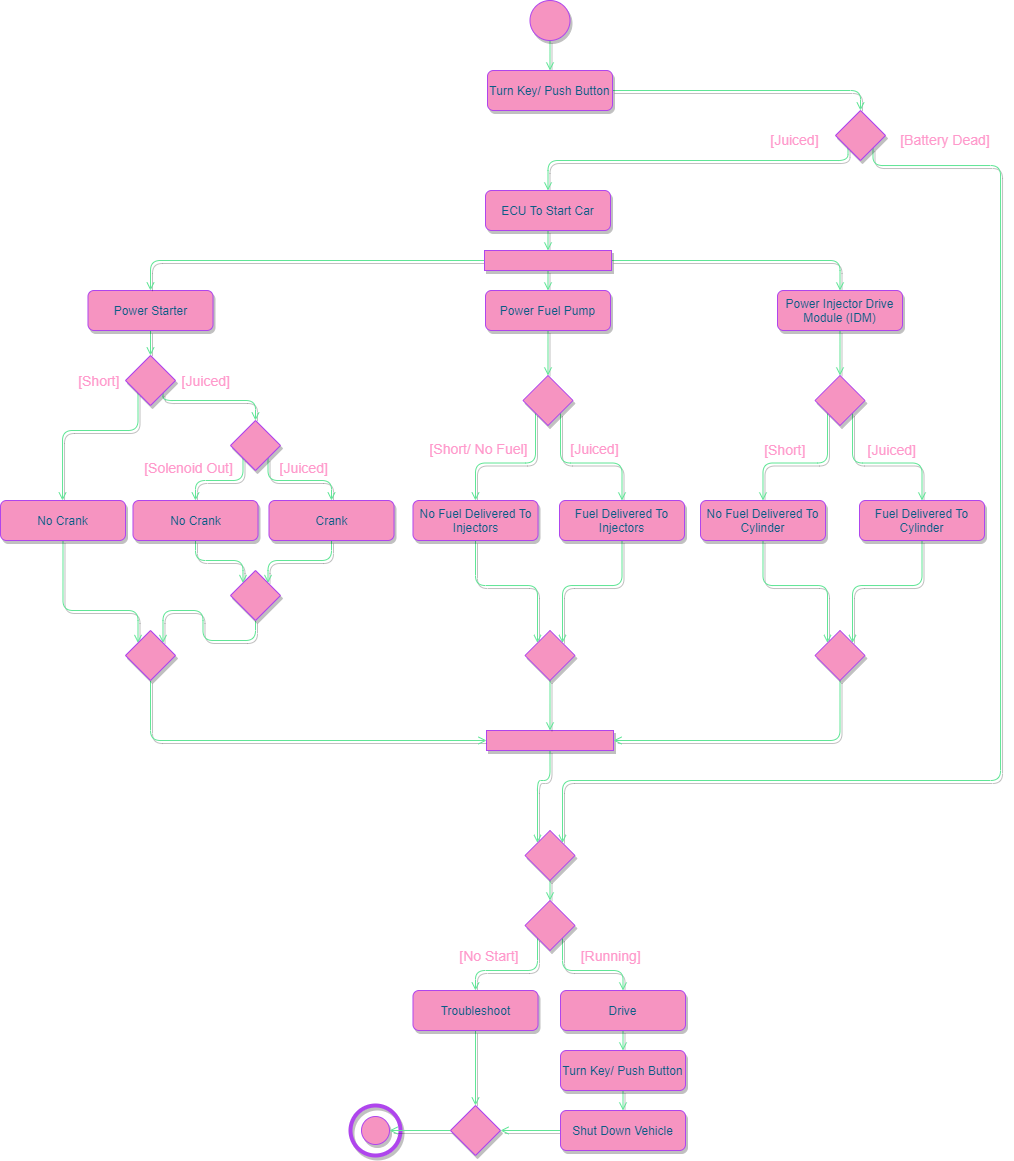 Turn Key/ Push Button
[Juiced]
[Battery Dead]
ECU To Start Car
Power Starter
Power Fuel Pump
Power Injector Drive
Module (IDM)
[Short]
[Juiced]
[Short/ No Fuel]
[Juiced]
[Short]
[Juiced]
[Solenoid Out]
[Juiced]
No Crank
No Crank
Crank
No Fuel Delivered To
Injectors
Fuel Delivered To
Injectors
No Fuel Delivered To
Cylinder
Fuel Delivered To
Cylinder
[No Start]
[Running]
Troubleshoot
Drive
Turn Key/ Push Button
Shut Down Vehicle